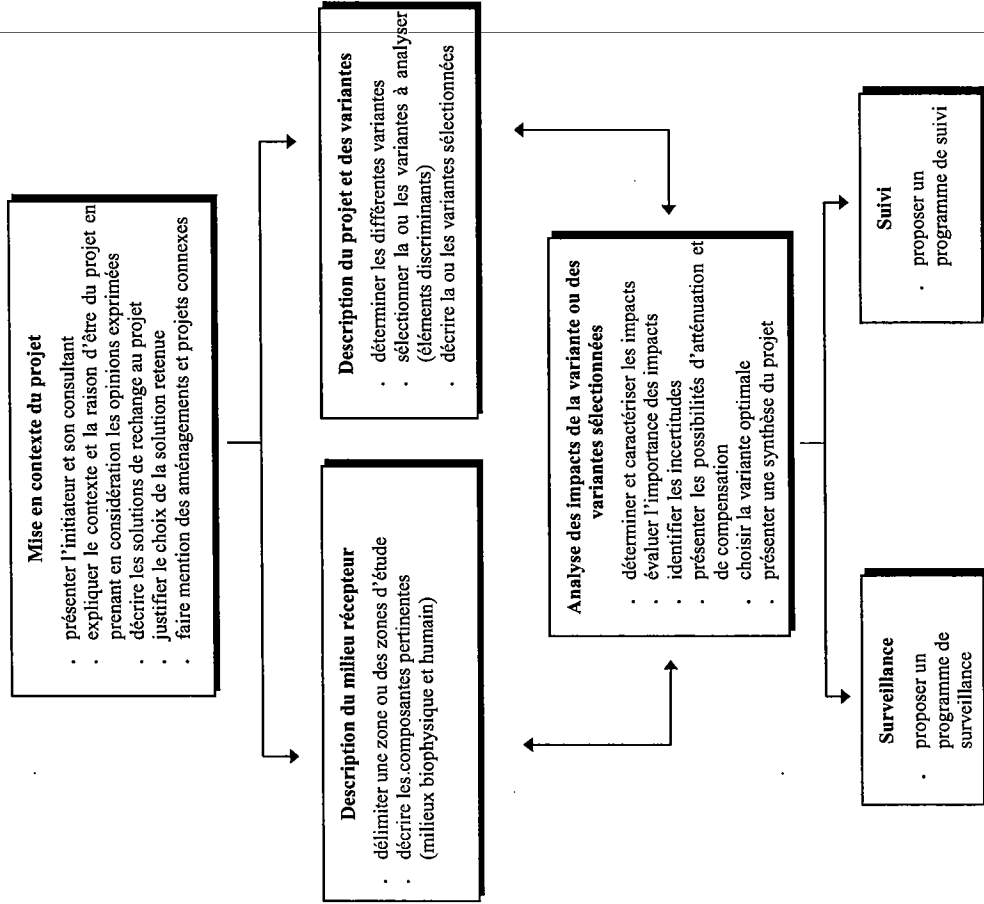 Mise en contexte du projet
· présenter l'initiateur et son consultant
· expliquer le contexte et la raison d'être du projet en
prenant en considération les opinions exprimées
· décrire les solutions de rechange au projet
· justifier le choix de la solution retenue
· faire mention des aménagements et projets connexes
Description du milieu récepteur
· délimiter une zone ou des zones d'étude
· décrire les composantes pertinentes
(milieux biophysique et humain)
Description du projet et des variantes
· déterminer les différentes variantes
· sélectionner la ou les variantes à analyser
(éléments discriminants)
· décrire la ou les variantes sélectionnées
Analyse des impacts de la variante ou des
variantes sélectionnées
· déterminer et caractériser les impacts
· évaluer l'importance des impacts
· identifier les incertitudes
· présenter les possibilités d'atténuation et
de compensation
· choisir la variante optimale
· présenter une synthèse du projet
Surveillance
· proposer un
programme de
surveillance
Suivi
· proposer un
programme de suivi